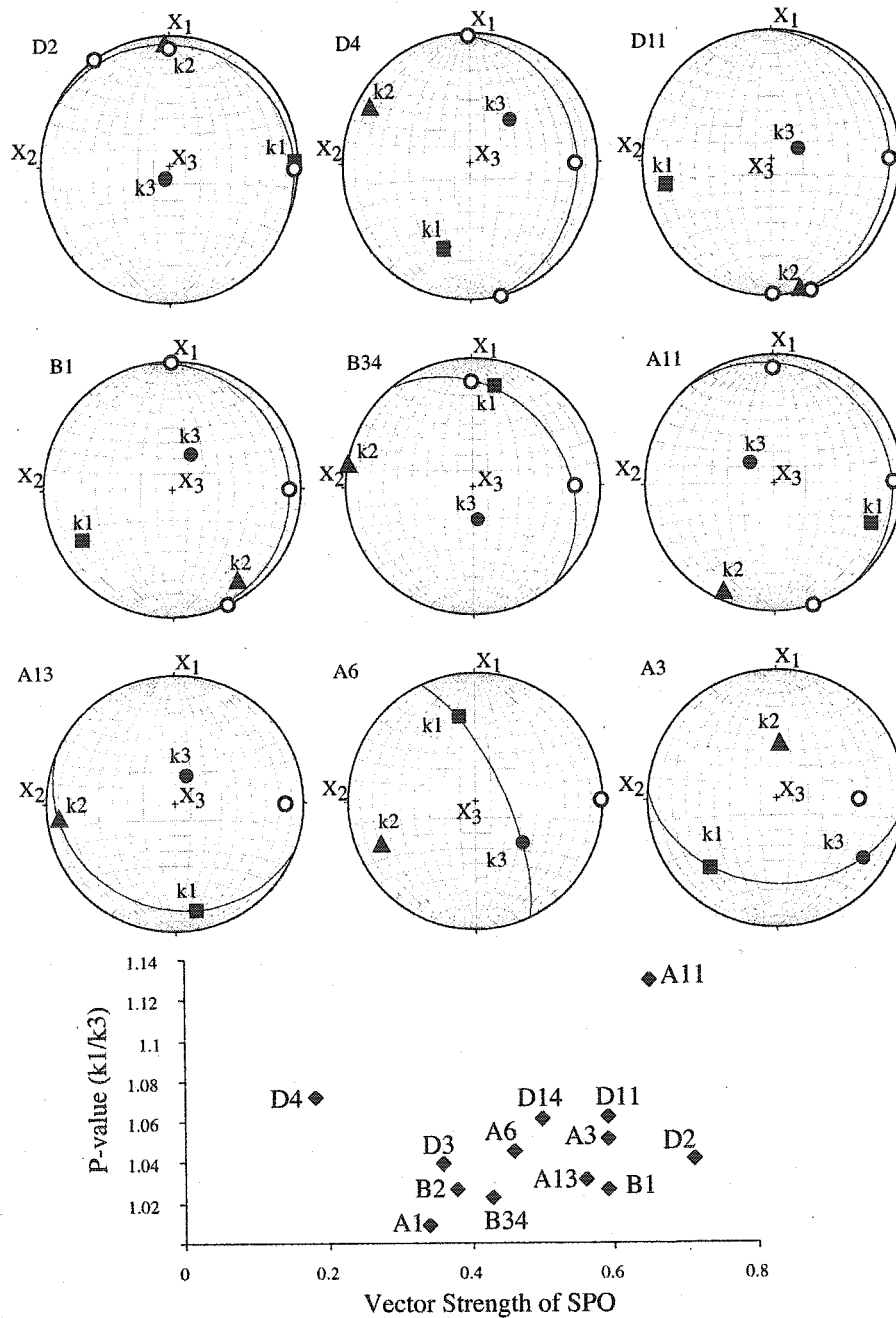 D2 X1 D4 X1 D11 X1
k2 k2 k3 k3
X2 X3 k1 X2 X3 X2 k1 X3
k3 k1 k2
B1 X1 B34 X1 A11 X1
k3 k1 k3
X2 X3 k2 X2 X3 X2 X3
k1 k2 k3 k1 k2
A13 X1 A6 X1 A3 X1
k3 k1 k2
X2 k2 X3 X2 X3 X2 X3
k1 k2 k3 k1 k3
P-value (k1/k3)
1.14
1.12
1.1
1.08
1.06
1.04
1.02
A11
D4
D14 D11
D3 A6 A3 D2
B2 A13 B1
A1 B34
0 0.2 0.4 0.6 0.8
Vector Strength of SPO